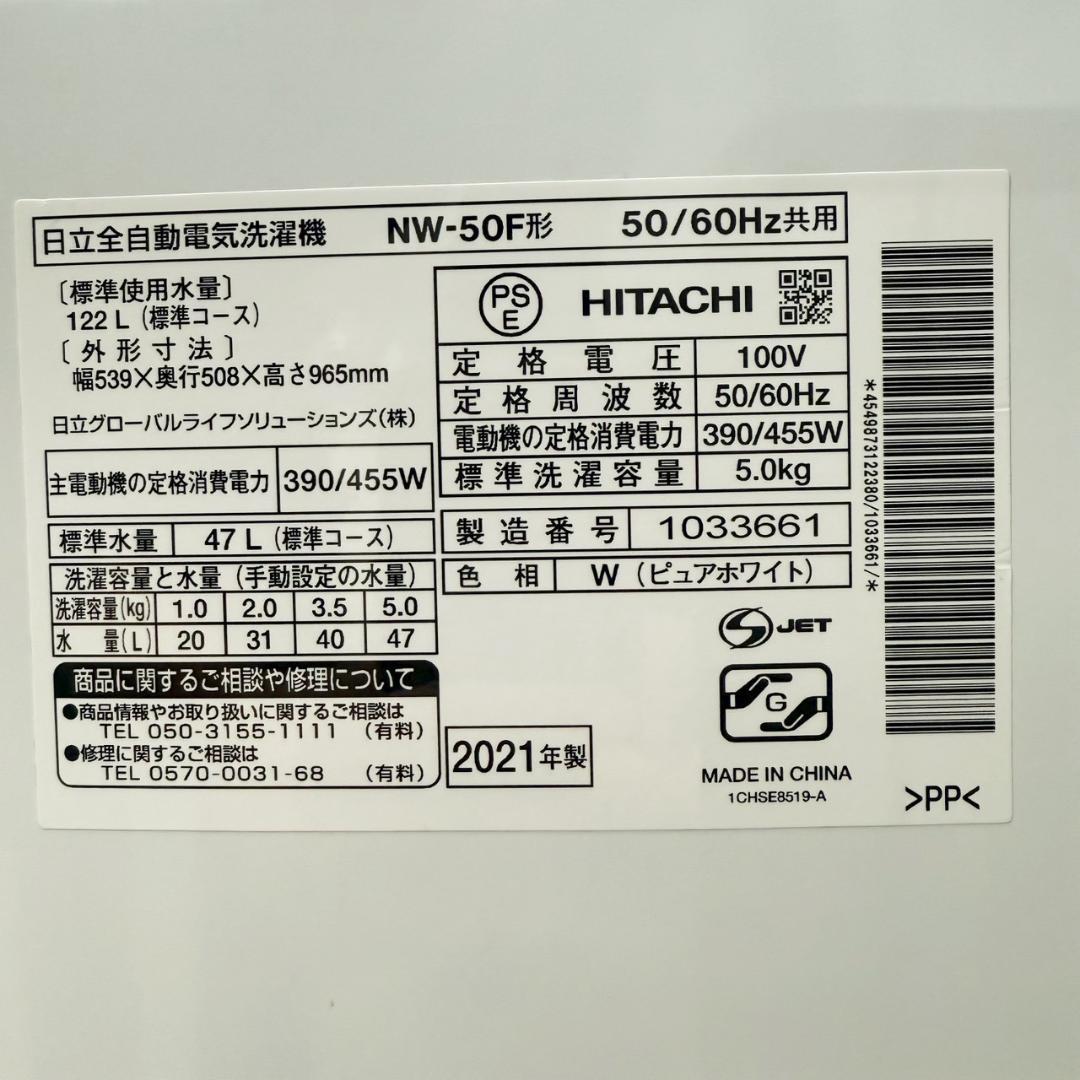 日立全自動電気洗濯機 NW-50F形 50/60Hz共用
〔標準使用水量〕
122 L (標準コース)
〔外形寸法〕
幅539×奥行508×高さ965mm
日立グローバルライフソリューションズ(株)
主電動機の定格消費電力 390/455W
標準水量 47 L (標準コース)
洗濯容量と水量 (手動設定の水量)
洗濯容量(kg) 1.0 2.0 3.5 5.0
水量(L) 20 31 40 47
商品に関するご相談や修理について
●商品情報やお取り扱いに関するご相談は
TEL 050-3155-1111 (有料)
●修理に関するご相談は
TEL 0570-0031-68 (有料)
PS
E
HITACHI
定格電圧 100V
定格周波数 50/60Hz
電動機の定格消費電力 390/455W
標準洗濯容量 5.0kg
製造番号 1033661
色相 W (ピュアホワイト)
S JET
G
2021年製
MADE IN CHINA
1CHSE8519-A
*4549873122380/1033661/*
>PP<